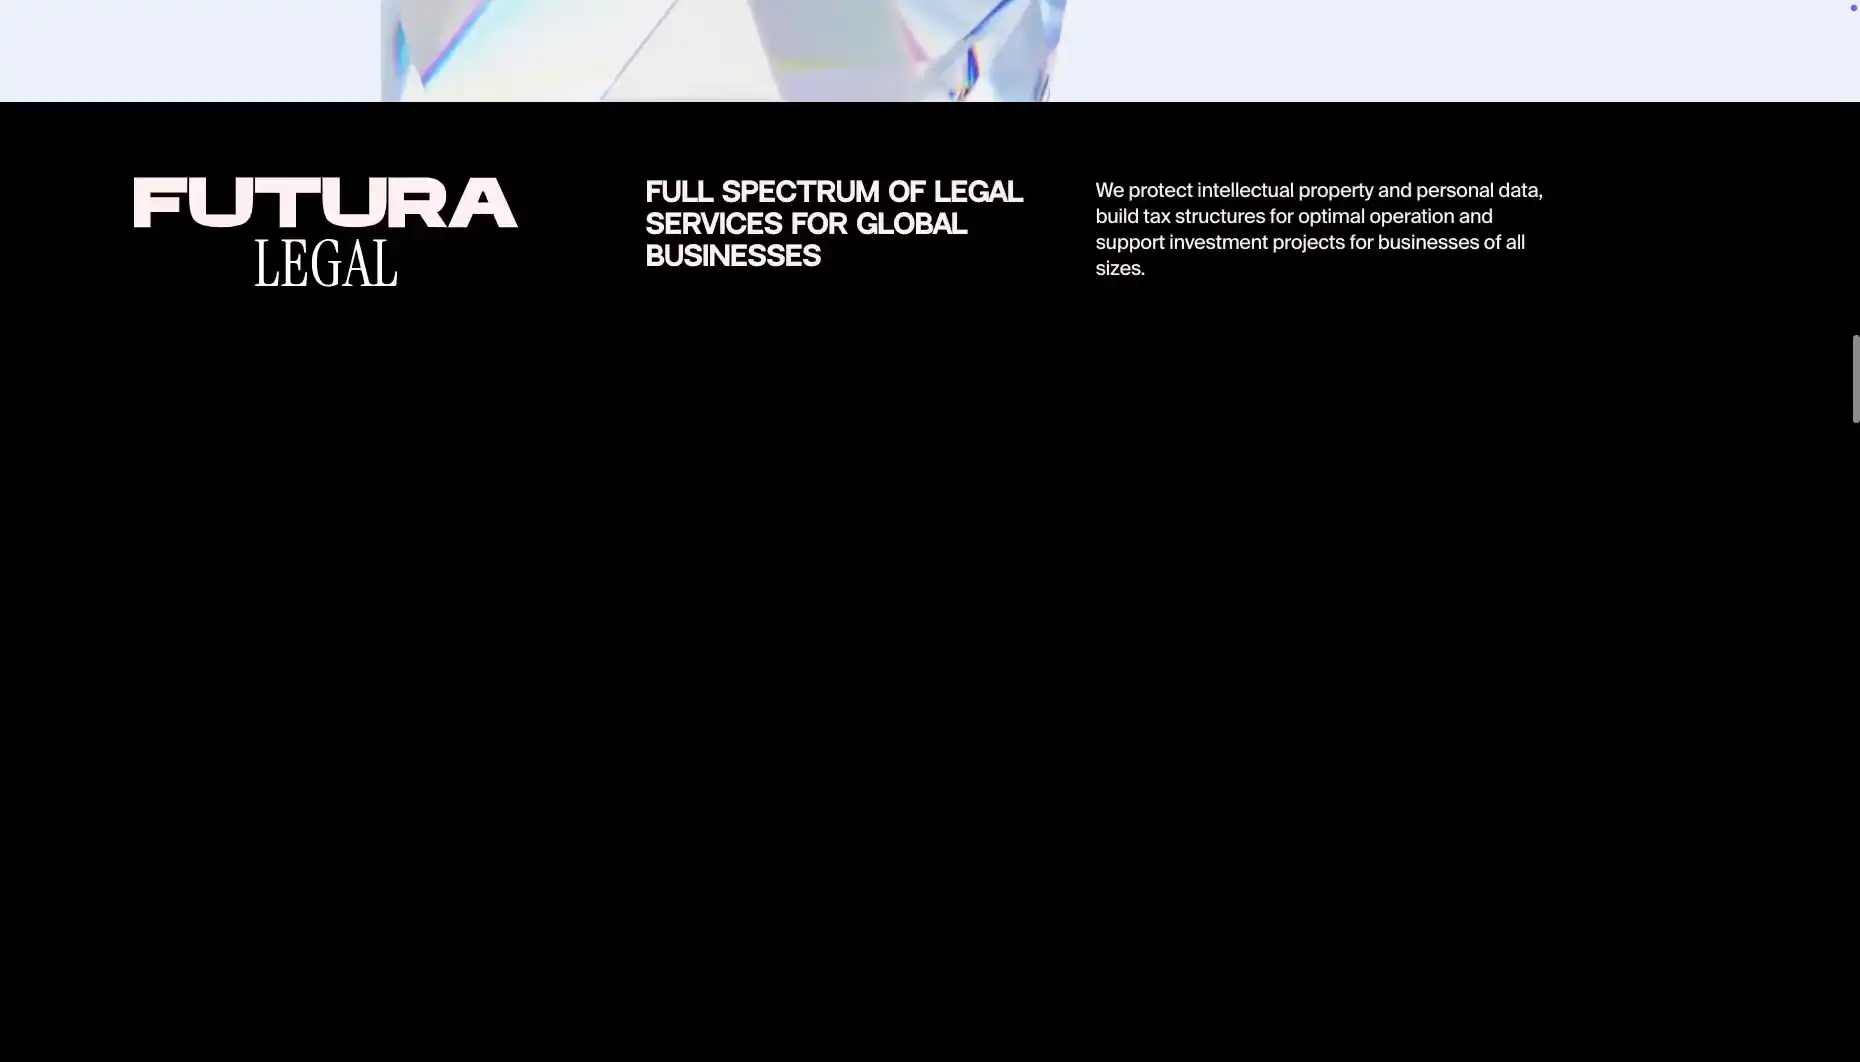 FUTURA
LEGAL
FULL SPECTRUM OF LEGAL
SERVICES FOR GLOBAL
BUSINESSES
We protect intellectual property and personal data,
build tax structures for optimal operation and
support investment projects for businesses of all
sizes.